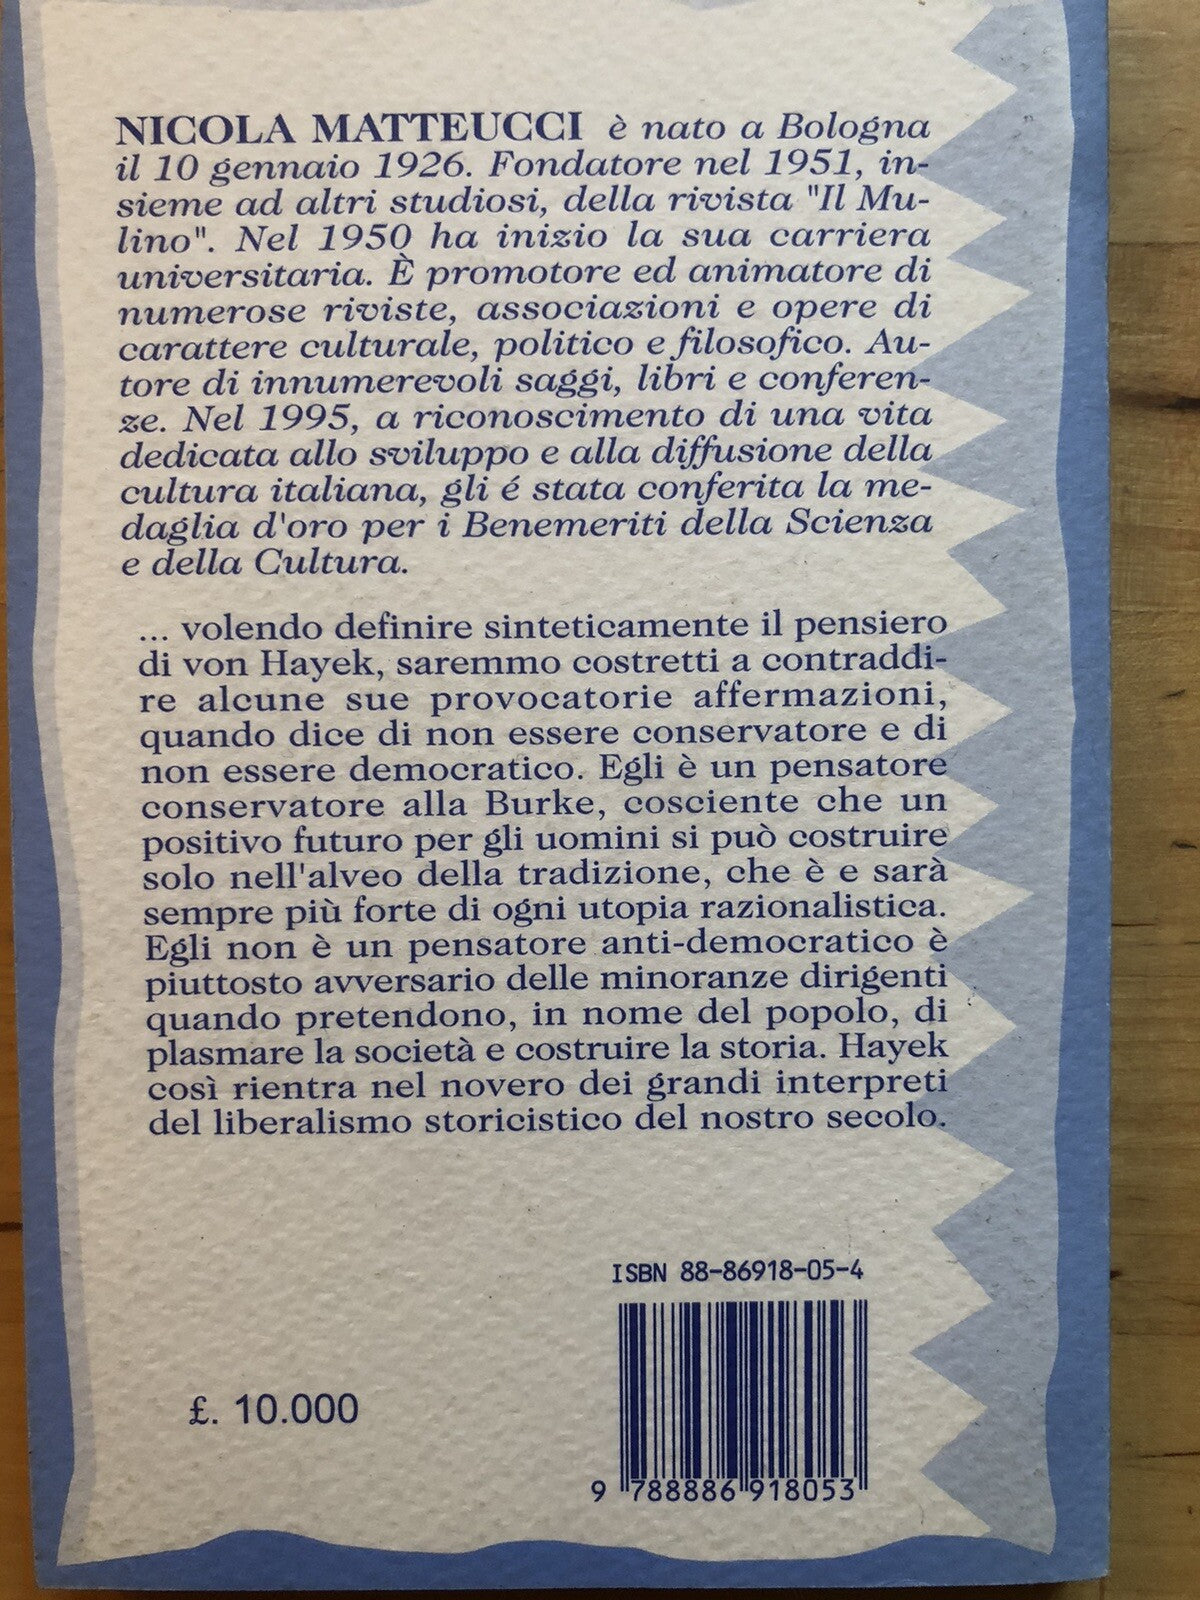 NICOLA MATTEUCCI è nato a Bologna
il 10 gennaio 1926. Fondatore nel 1951, in-
sieme ad altri studiosi, della rivista "Il Mu-
lino". Nel 1950 ha inizio la sua carriera
universitaria. È promotore ed animatore di
numerose riviste, associazioni e opere di
carattere culturale, politico e filosofico. Au-
tore di innumerevoli saggi, libri e conferen-
ze. Nel 1995, a riconoscimento di una vita
dedicata allo sviluppo e alla diffusione della
cultura italiana, gli é stata conferita la me-
daglia d'oro per i Benemeriti della Scienza
e della Cultura.
... volendo definire sinteticamente il pensiero
di von Hayek, saremmo costretti a contraddi-
re alcune sue provocatorie affermazioni,
quando dice di non essere conservatore e di
non essere democratico. Egli è un pensatore
conservatore alla Burke, cosciente che un
positivo futuro per gli uomini si può costruire
solo nell'alveo della tradizione, che è e sarà
sempre più forte di ogni utopia razionalistica.
Egli non è un pensatore anti-democratico è
piuttosto avversario delle minoranze dirigenti
quando pretendono, in nome del popolo, di
plasmare la società e costruire la storia. Hayek
così rientra nel novero dei grandi interpreti
del liberalismo storicistico del nostro secolo.
ISBN 88-86918-05-4
£. 10.000
9 788886 918053